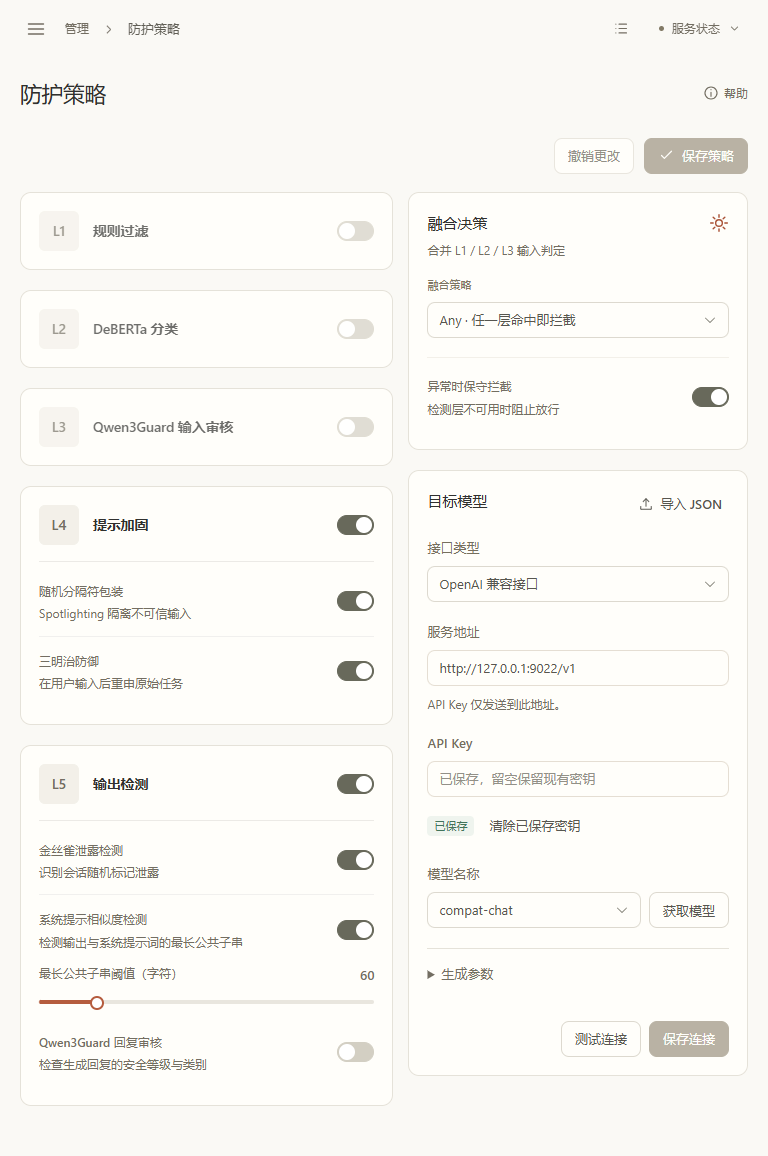 管理
防护策略
服务状态
防护策略
帮助
撤销更改
保存策略
L1
规则过滤
L2
DeBERTa 分类
L3
Qwen3Guard 输入审核
L4
提示加固
随机分隔符包装
Spotlighting 隔离不可信输入
三明治防御
在用户输入后重申原始任务
L5
输出检测
金丝雀泄露检测
识别会话随机标记泄露
系统提示相似度检测
检测输出与系统提示词的最长公共子串
最长公共子串阈值（字符）
60
Qwen3Guard 回复审核
检查生成回复的安全等级与类别
融合决策
合并 L1 / L2 / L3 输入判定
融合策略
Any · 任一层命中即拦截
异常时保守拦截
检测层不可用时阻止放行
目标模型
导入 JSON
接口类型
OpenAI 兼容接口
服务地址
http://127.0.0.1:9022/v1
API Key 仅发送到此地址。
API Key
已保存，留空保留现有密钥
已保存
清除已保存密钥
模型名称
compat-chat
获取模型
生成参数
测试连接
保存连接